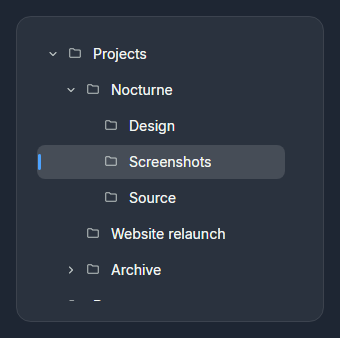 Projects
Nocturne
Design
Screenshots
Source
Website relaunch
Archive